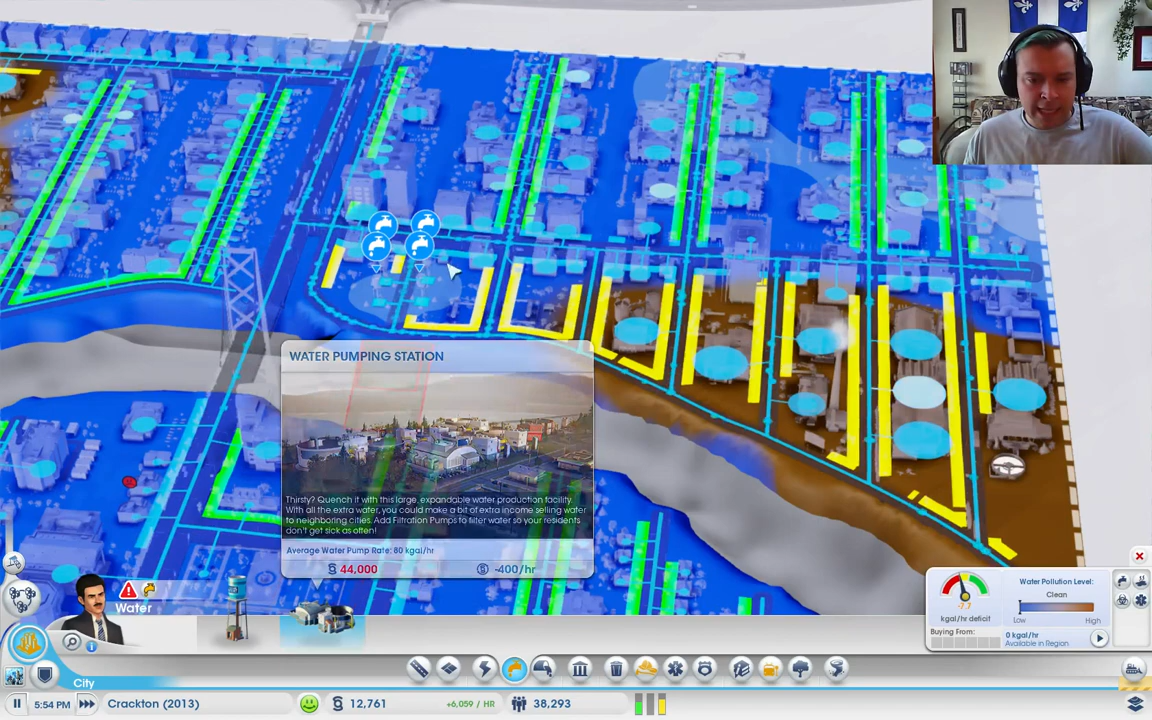 WATER PUMPING STATION
Thirsty? Quench it with this large, expandable water production facility.
With all the extra water, you could make a bit of extra income selling water
to neighboring cities. Add Filtration Pumps to filter water so your residents
don't get sick as often!
Average Water Pump Rate: 80 kgal/hr
44,000
-400/hr
Water
-7.7
kgal/hr deficit
Water Pollution Level:
Clean
Low
High
Buying From:
0 kgal/hr
Available in Region
City
5:54 PM
Crackton (2013)
12,761
+6,059 / HR
38,293